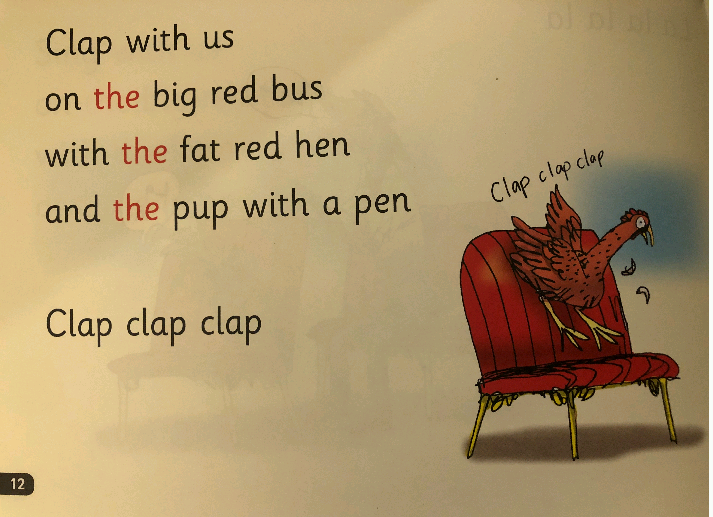 Clap with us
on the big red bus
with the fat red hen
and the pup with a pen
Clap clap clap
Clap clap clap
12